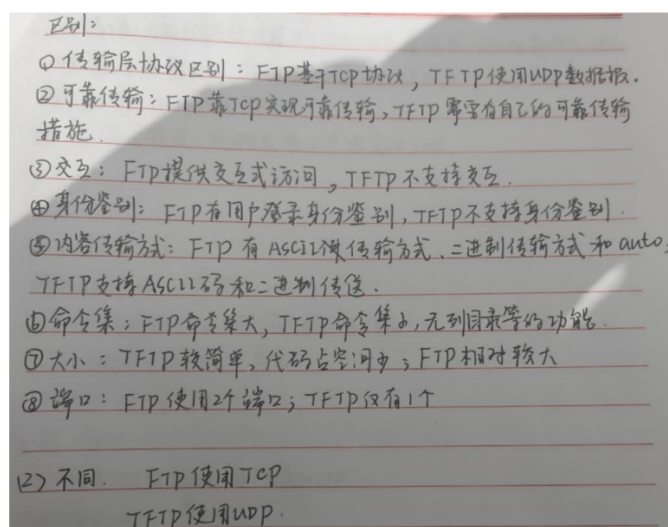 区别：
① 传输层协议区别：FTP基于TCP协议，TFTP使用UDP数据报.
② 可靠传输：FTP靠TCP实现可靠传输，TFTP需要有自己的可靠传输
措施.
③ 交互：FTP提供交互式访问，TFTP不支持交互.
④ 身份鉴别：FTP有用户登录身份鉴别，TFTP不支持身份鉴别.
⑤ 内容传输方式：FTP有ASCII传输方式、二进制传输方式和auto
TFTP支持ASCII码和二进制传送.
⑥ 命令集：FTP命令集大，TFTP命令集小，无列目录等的功能.
⑦ 大小：TFTP较简单，代码占空间少；FTP相对较大
⑧ 端口：FTP使用2个端口；TFTP仅有1个
(2) 不同. FTP使用TCP
TFTP使用UDP.